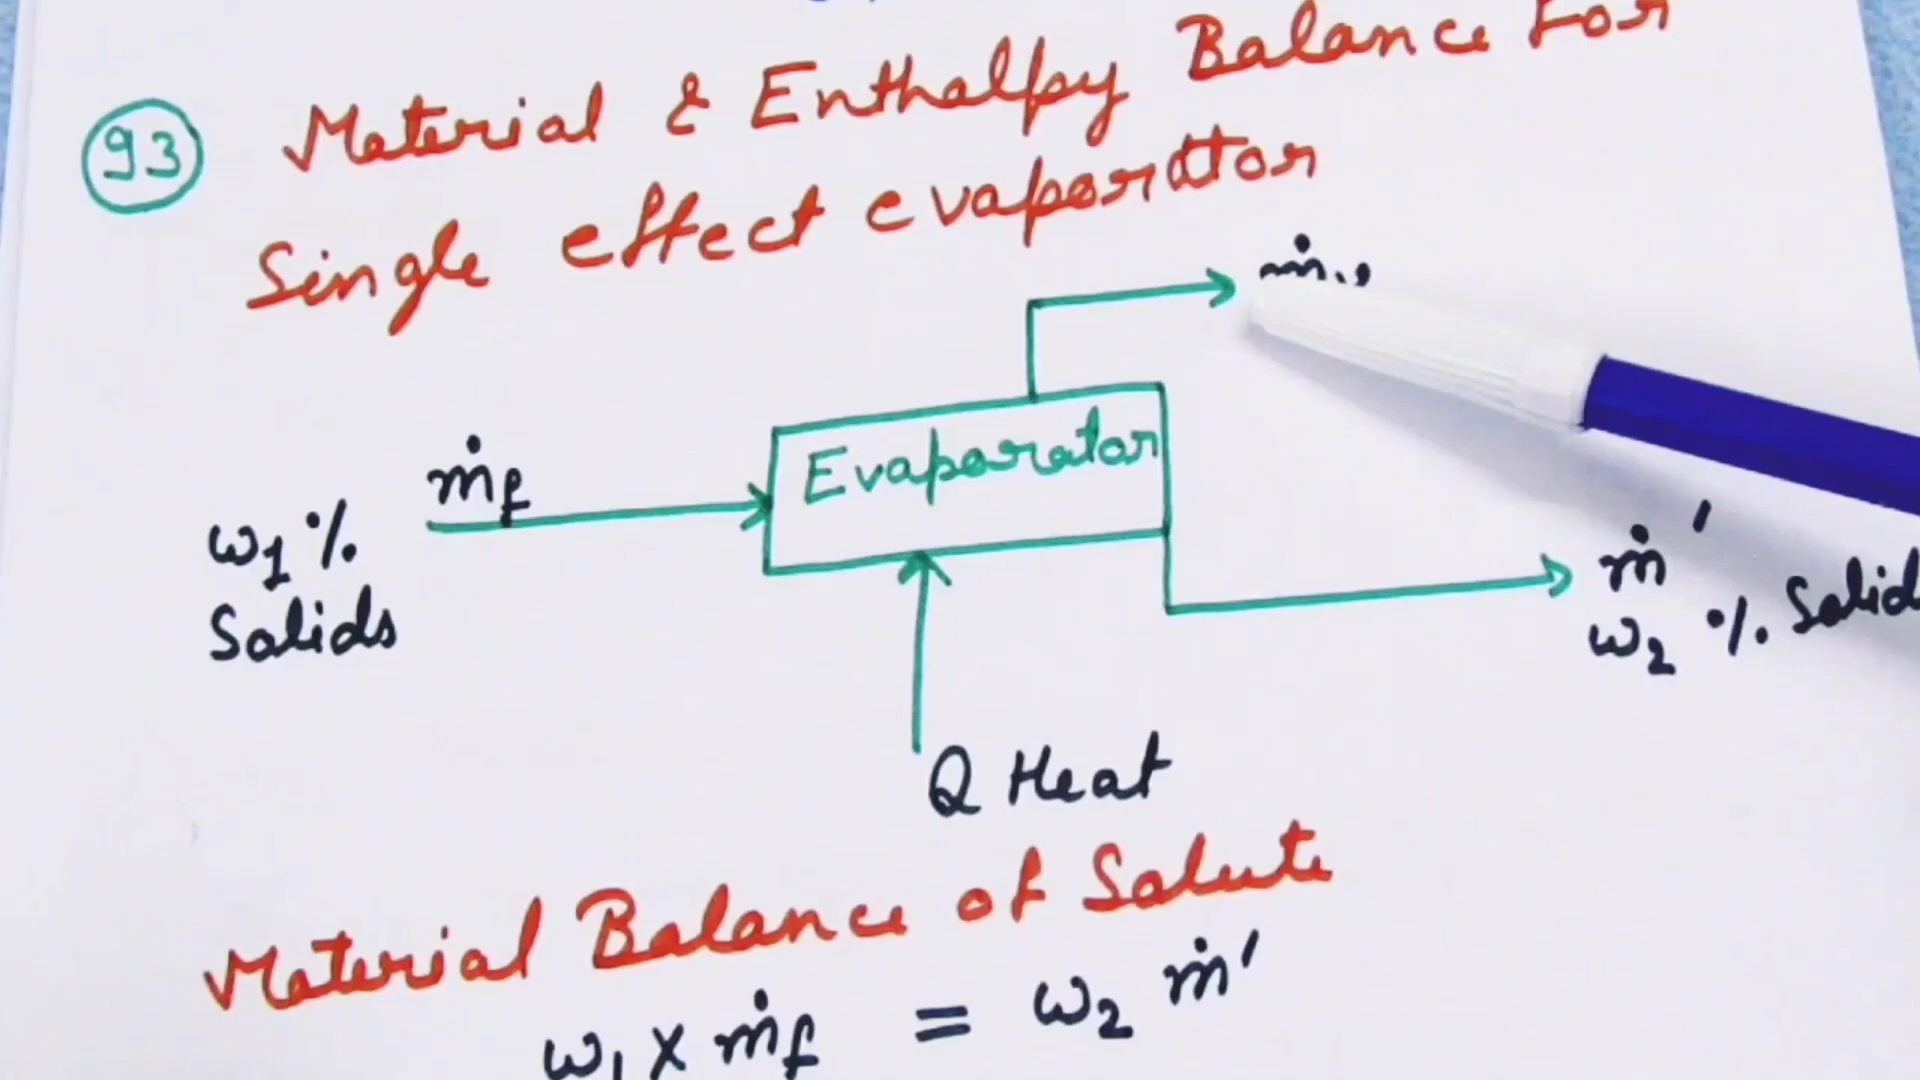 93 Material & Enthalpy Balance For
Single effect evaporator
ṁf
Evaporator
w1 %
Solids
ṁ'
w2 % Solid
Q Heat
Material Balance of Solute
w1 x ṁf = w2 ṁ'